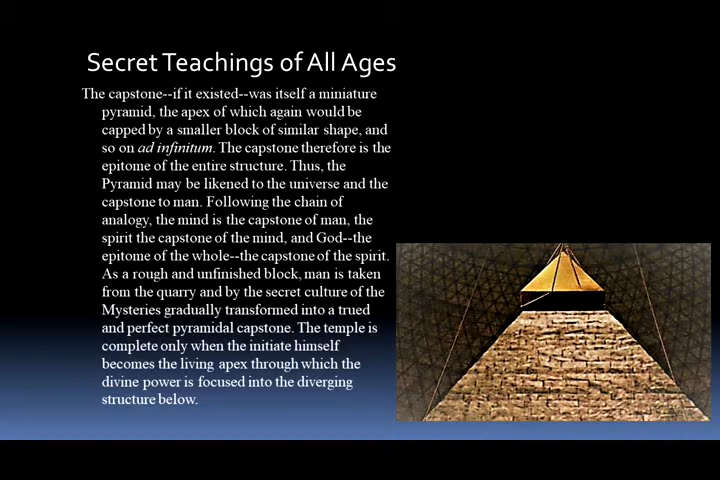 Secret Teachings of All Ages
The capstone--if it existed--was itself a miniature
pyramid, the apex of which again would be
capped by a smaller block of similar shape, and
so on ad infinitum. The capstone therefore is the
epitome of the entire structure. Thus, the
Pyramid may be likened to the universe and the
capstone to man. Following the chain of
analogy, the mind is the capstone of man, the
spirit the capstone of the mind, and God--the
epitome of the whole--the capstone of the spirit.
As a rough and unfinished block, man is taken
from the quarry and by the secret culture of the
Mysteries gradually transformed into a trued
and perfect pyramidal capstone. The temple is
complete only when the initiate himself
becomes the living apex through which the
divine power is focused into the diverging
structure below.